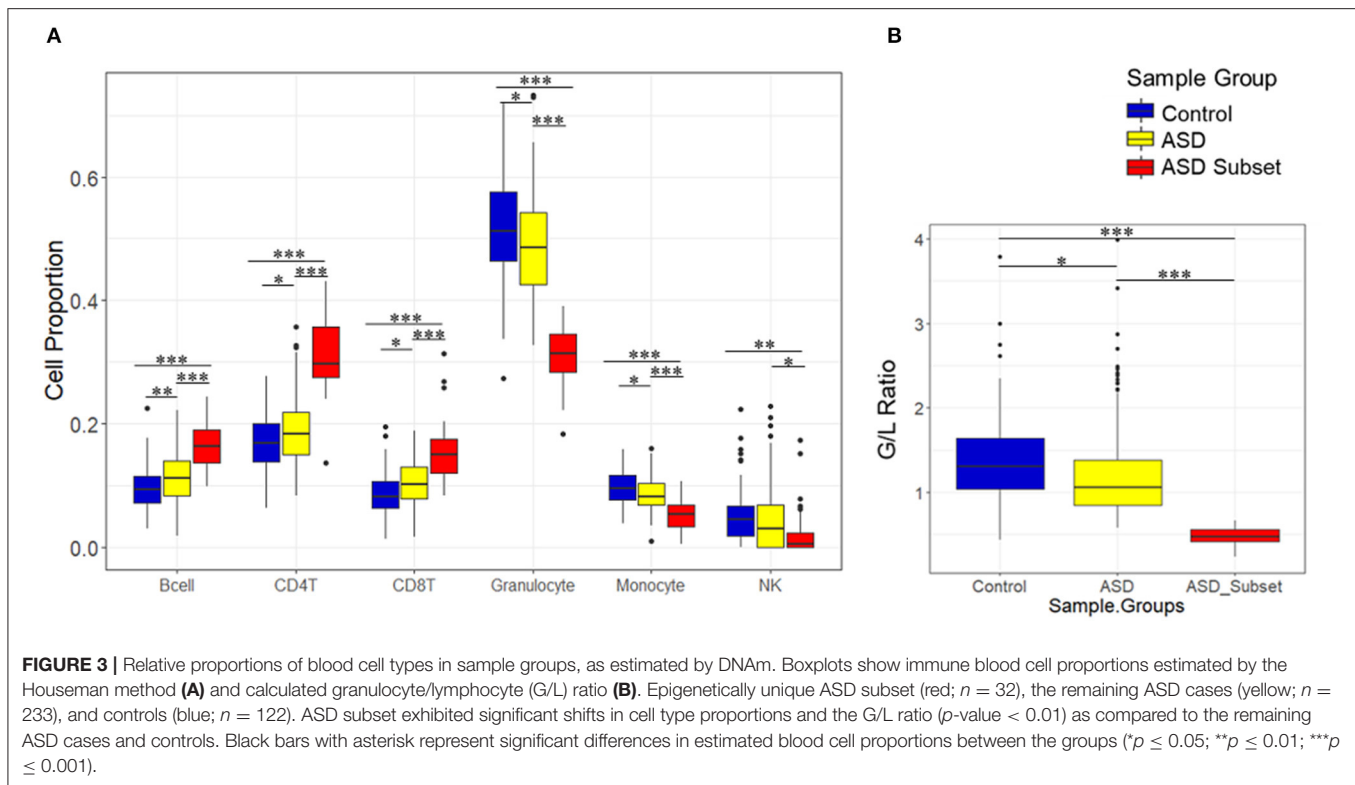 A
B
Sample Group
Control
ASD
ASD Subset
Cell Proportion
0.6
0.4
0.2
0.0
***
*
***
***
*
***
***
**
***
***
*
***
***
*
***
**
*
Bcell CD4T CD8T Granulocyte Monocyte NK
G/L Ratio
4
3
2
1
***
*
***
Control ASD ASD_Subset
Sample.Groups
FIGURE 3 | Relative proportions of blood cell types in sample groups, as estimated by DNAm. Boxplots show immune blood cell proportions estimated by the
Houseman method (A) and calculated granulocyte/lymphocyte (G/L) ratio (B). Epigenetically unique ASD subset (red; n = 32), the remaining ASD cases (yellow; n =
233), and controls (blue; n = 122). ASD subset exhibited significant shifts in cell type proportions and the G/L ratio (p-value < 0.01) as compared to the remaining
ASD cases and controls. Black bars with asterisk represent significant differences in estimated blood cell proportions between the groups (*p ≤ 0.05; **p ≤ 0.01; ***p
≤ 0.001).